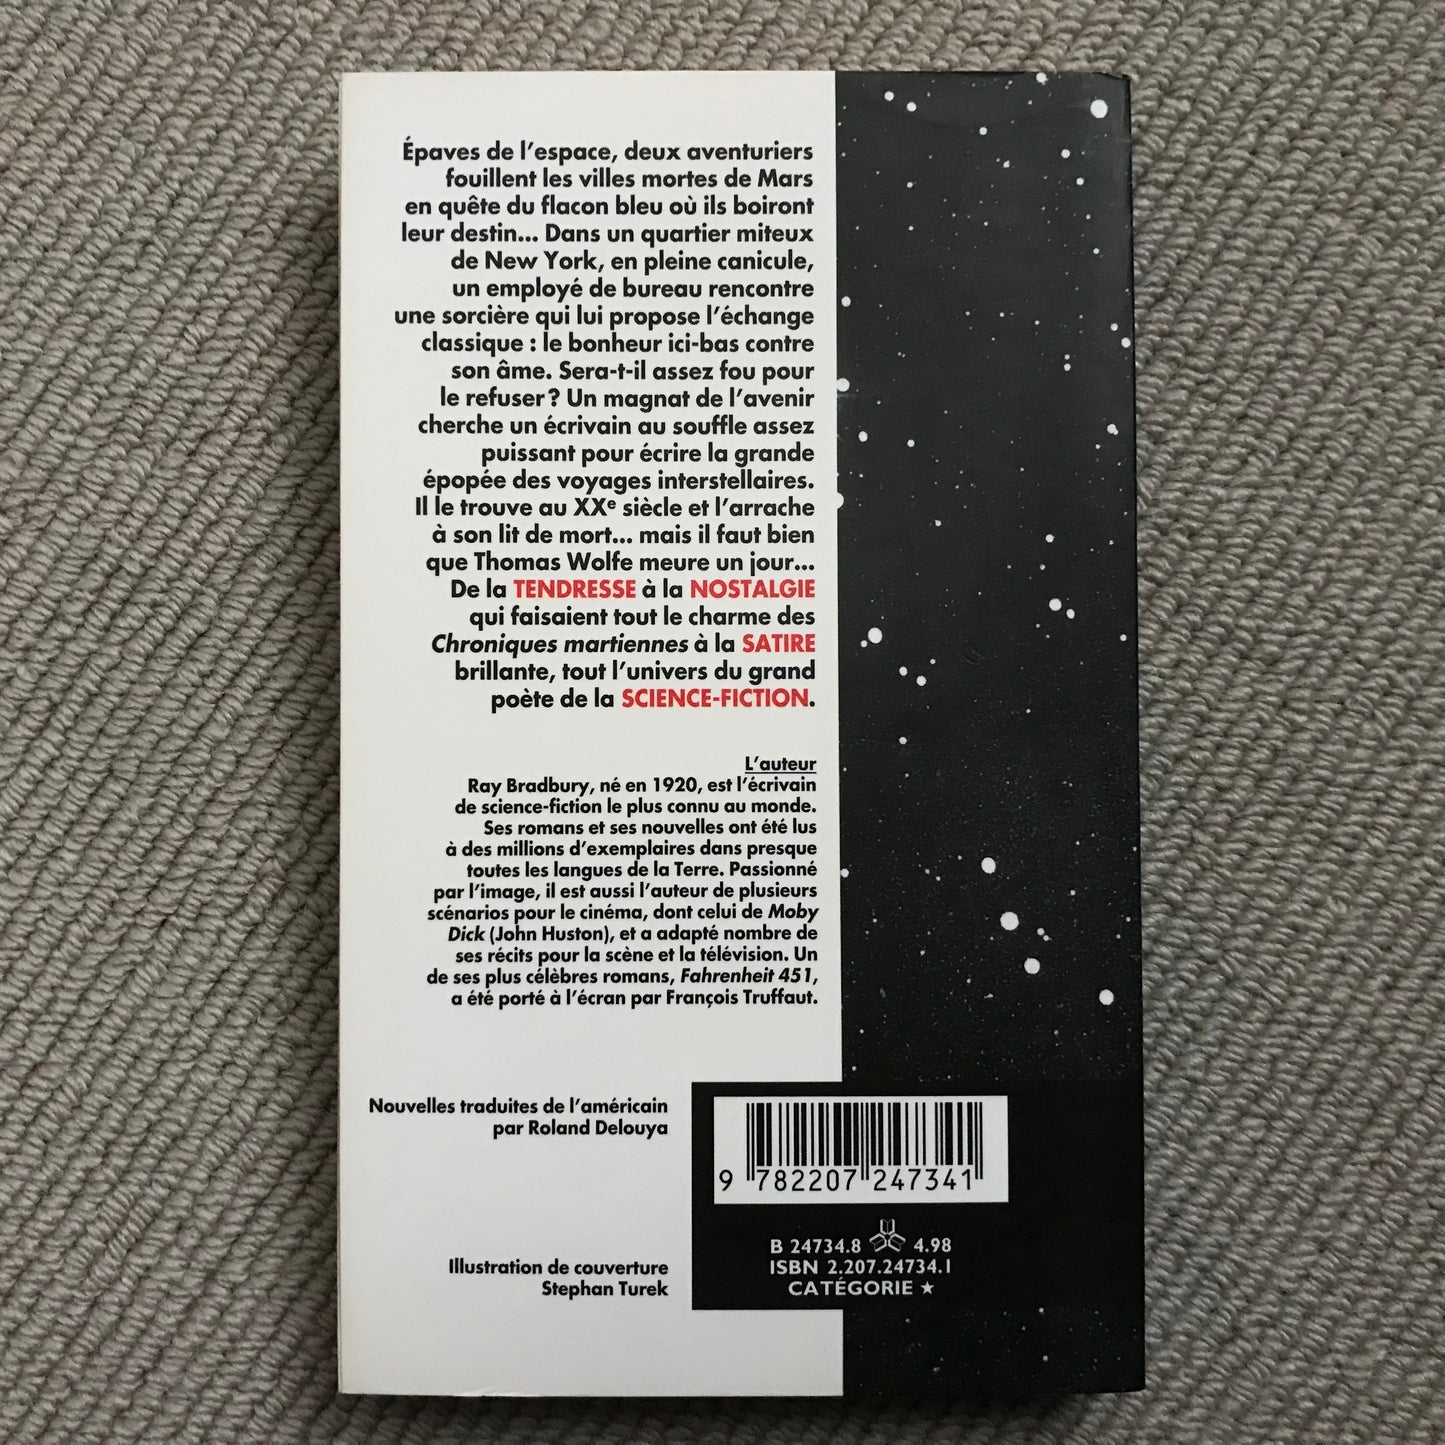 Épaves de l'espace, deux aventuriers
fouillent les villes mortes de Mars
en quête du flacon bleu où ils boiront
leur destin... Dans un quartier miteux
de New York, en pleine canicule,
un employé de bureau rencontre
une sorcière qui lui propose l'échange
classique : le bonheur ici-bas contre
son âme. Sera-t-il assez fou pour
le refuser ? Un magnat de l'avenir
cherche un écrivain au souffle assez
puissant pour écrire la grande
épopée des voyages interstellaires.
Il le trouve au XXe siècle et l'arrache
à son lit de mort... mais il faut bien
que Thomas Wolfe meure un jour...
De la TENDRESSE à la NOSTALGIE
qui faisaient tout le charme des
Chroniques martiennes à la SATIRE
brillante, tout l'univers du grand
poète de la SCIENCE-FICTION.
L'auteur
Ray Bradbury, né en 1920, est l'écrivain
de science-fiction le plus connu au monde.
Ses romans et ses nouvelles ont été lus
à des millions d'exemplaires dans presque
toutes les langues de la Terre. Passionné
par l'image, il est aussi l'auteur de plusieurs
scénarios pour le cinéma, dont celui de Moby
Dick (John Huston), et a adapté nombre de
ses récits pour la scène et la télévision. Un
de ses plus célèbres romans, Fahrenheit 451,
a été porté à l'écran par François Truffaut.
Nouvelles traduites de l'américain
par Roland Delouya
9 782207 247341
B 24734.8 4.98
ISBN 2.207.24734.1
CATÉGORIE ★
Illustration de couverture
Stephan Turek